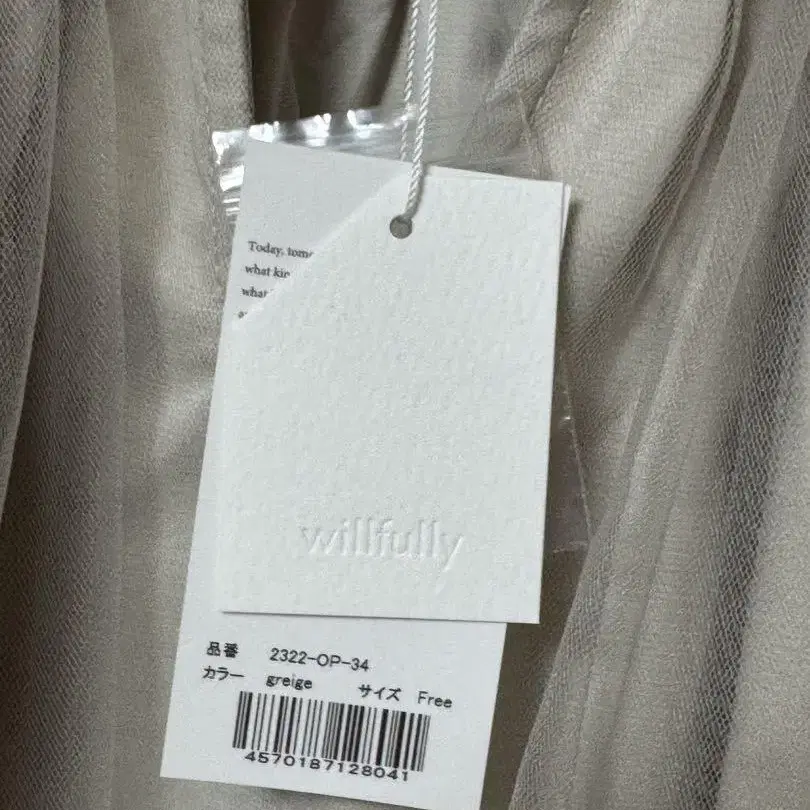 Today,
what
what
willfully
品番 2322-OP-34
カラー greige サイズ Free
4570187128041